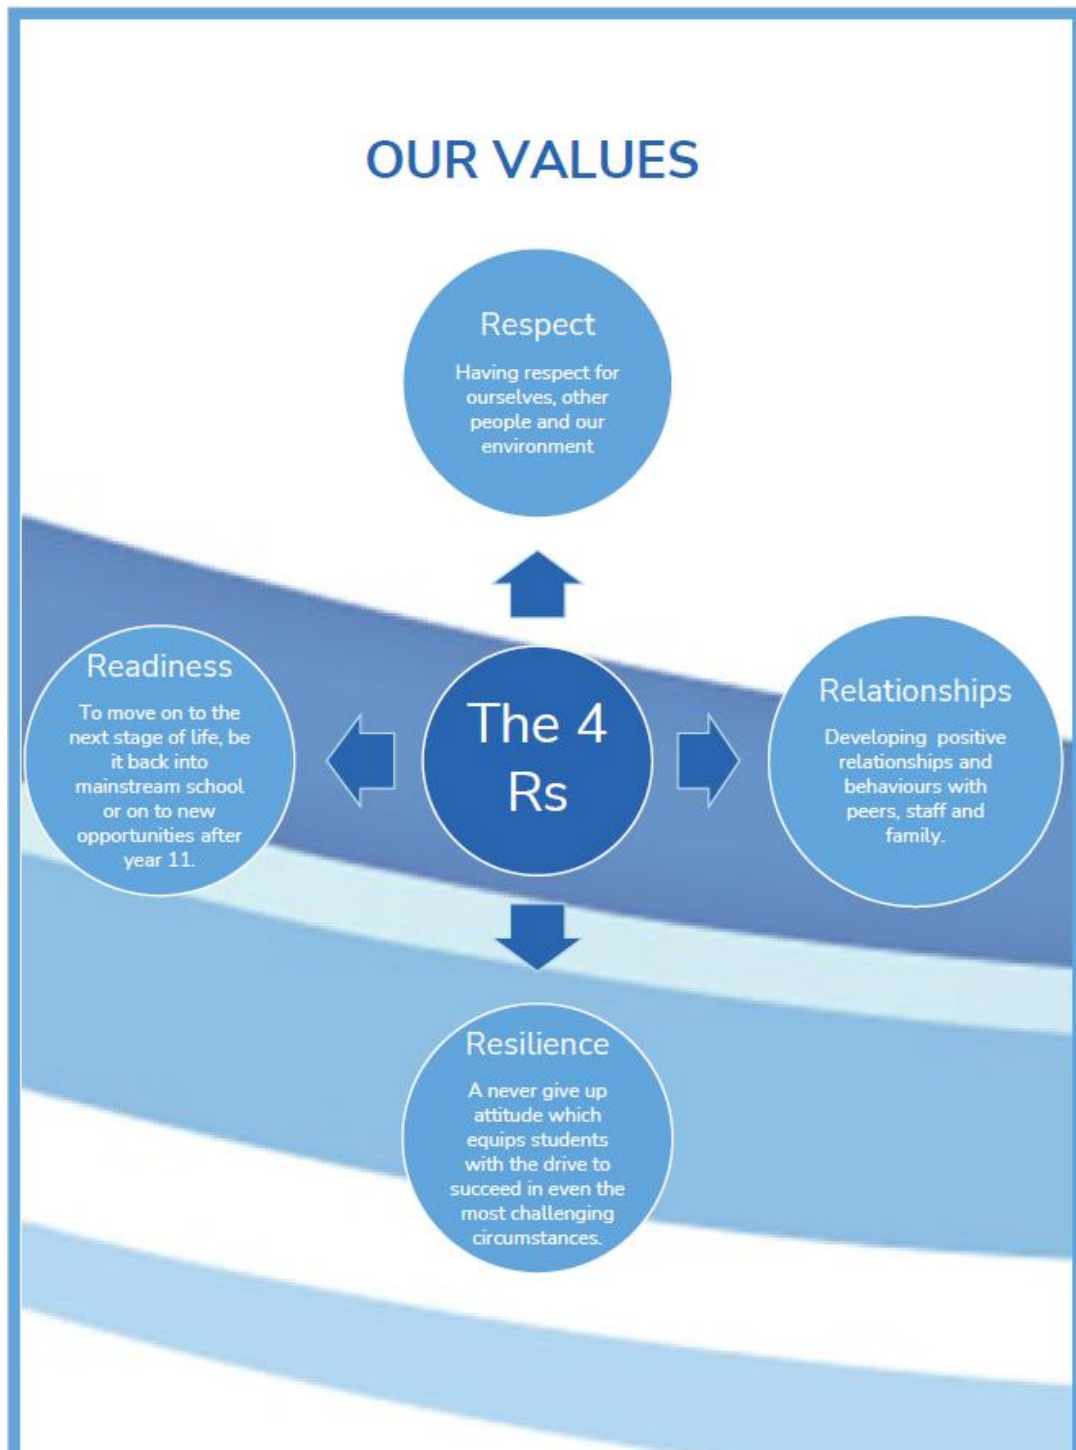 OUR VALUES
Respect
Having respect for
ourselves, other
people and our
environment
Readiness
To move on to the
next stage of life, be
it back into
mainstream school
or on to new
opportunities after
year 11.
The 4
Rs
Relationships
Developing  positive
relationships and
behaviours with
peers, staff and
family.
Resilience
A never give up
attitude which
equips students
with the drive to
succeed in even the
most challenging
circumstances.